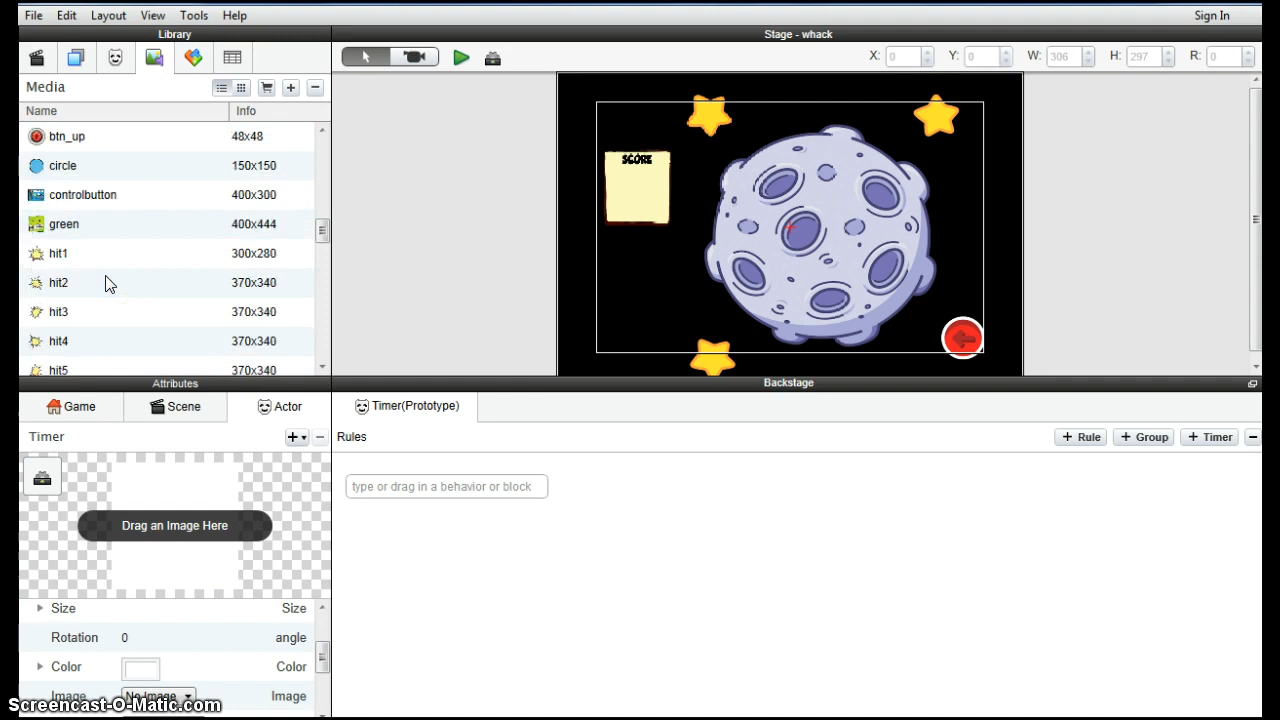 File Edit Layout View Tools Help Sign In
Library Stage - whack
X: 0 Y: 0 W: 306 H: 297 R: 0
Media
Name Info
btn_up 48x48
circle 150x150
controlbutton 400x300
green 400x444
hit1 300x280
hit2 370x340
hit3 370x340
hit4 370x340
hit5 370x340
SCORE
Attributes Backstage
Game Scene Actor Timer(Prototype)
Timer Rules + Rule + Group + Timer
type or drag in a behavior or block
Drag an Image Here
Size Size
Rotation 0 angle
Color Color
Image No Image Image
Screencast-O-Matic.com